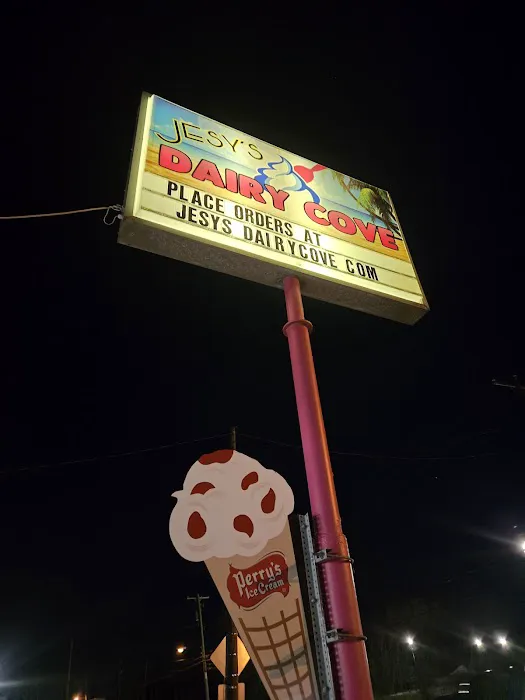 JESY'S
DAIRY COVE
PLACE ORDERS AT
JESYS DAIRYCOVE COM
Perry's
Ice Cream